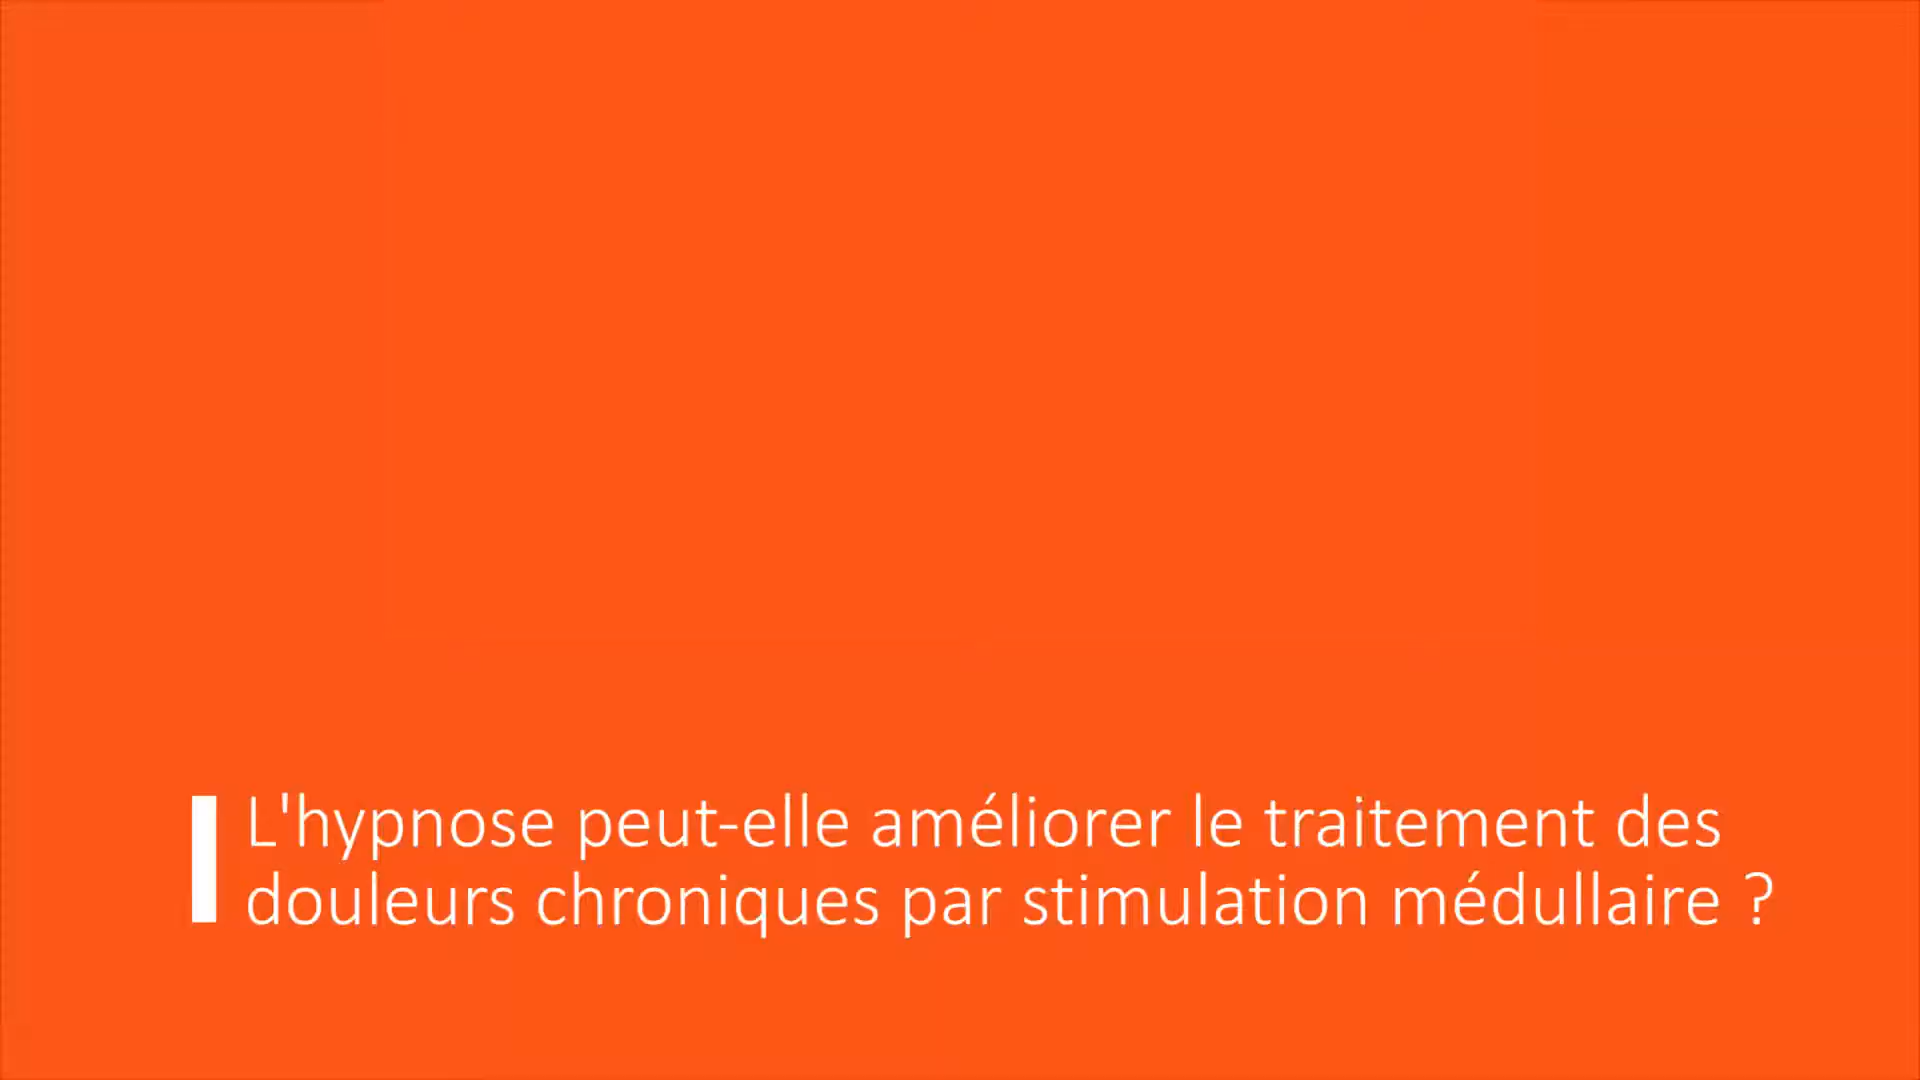 L'hypnose peut-elle améliorer le traitement des
douleurs chroniques par stimulation médullaire ?